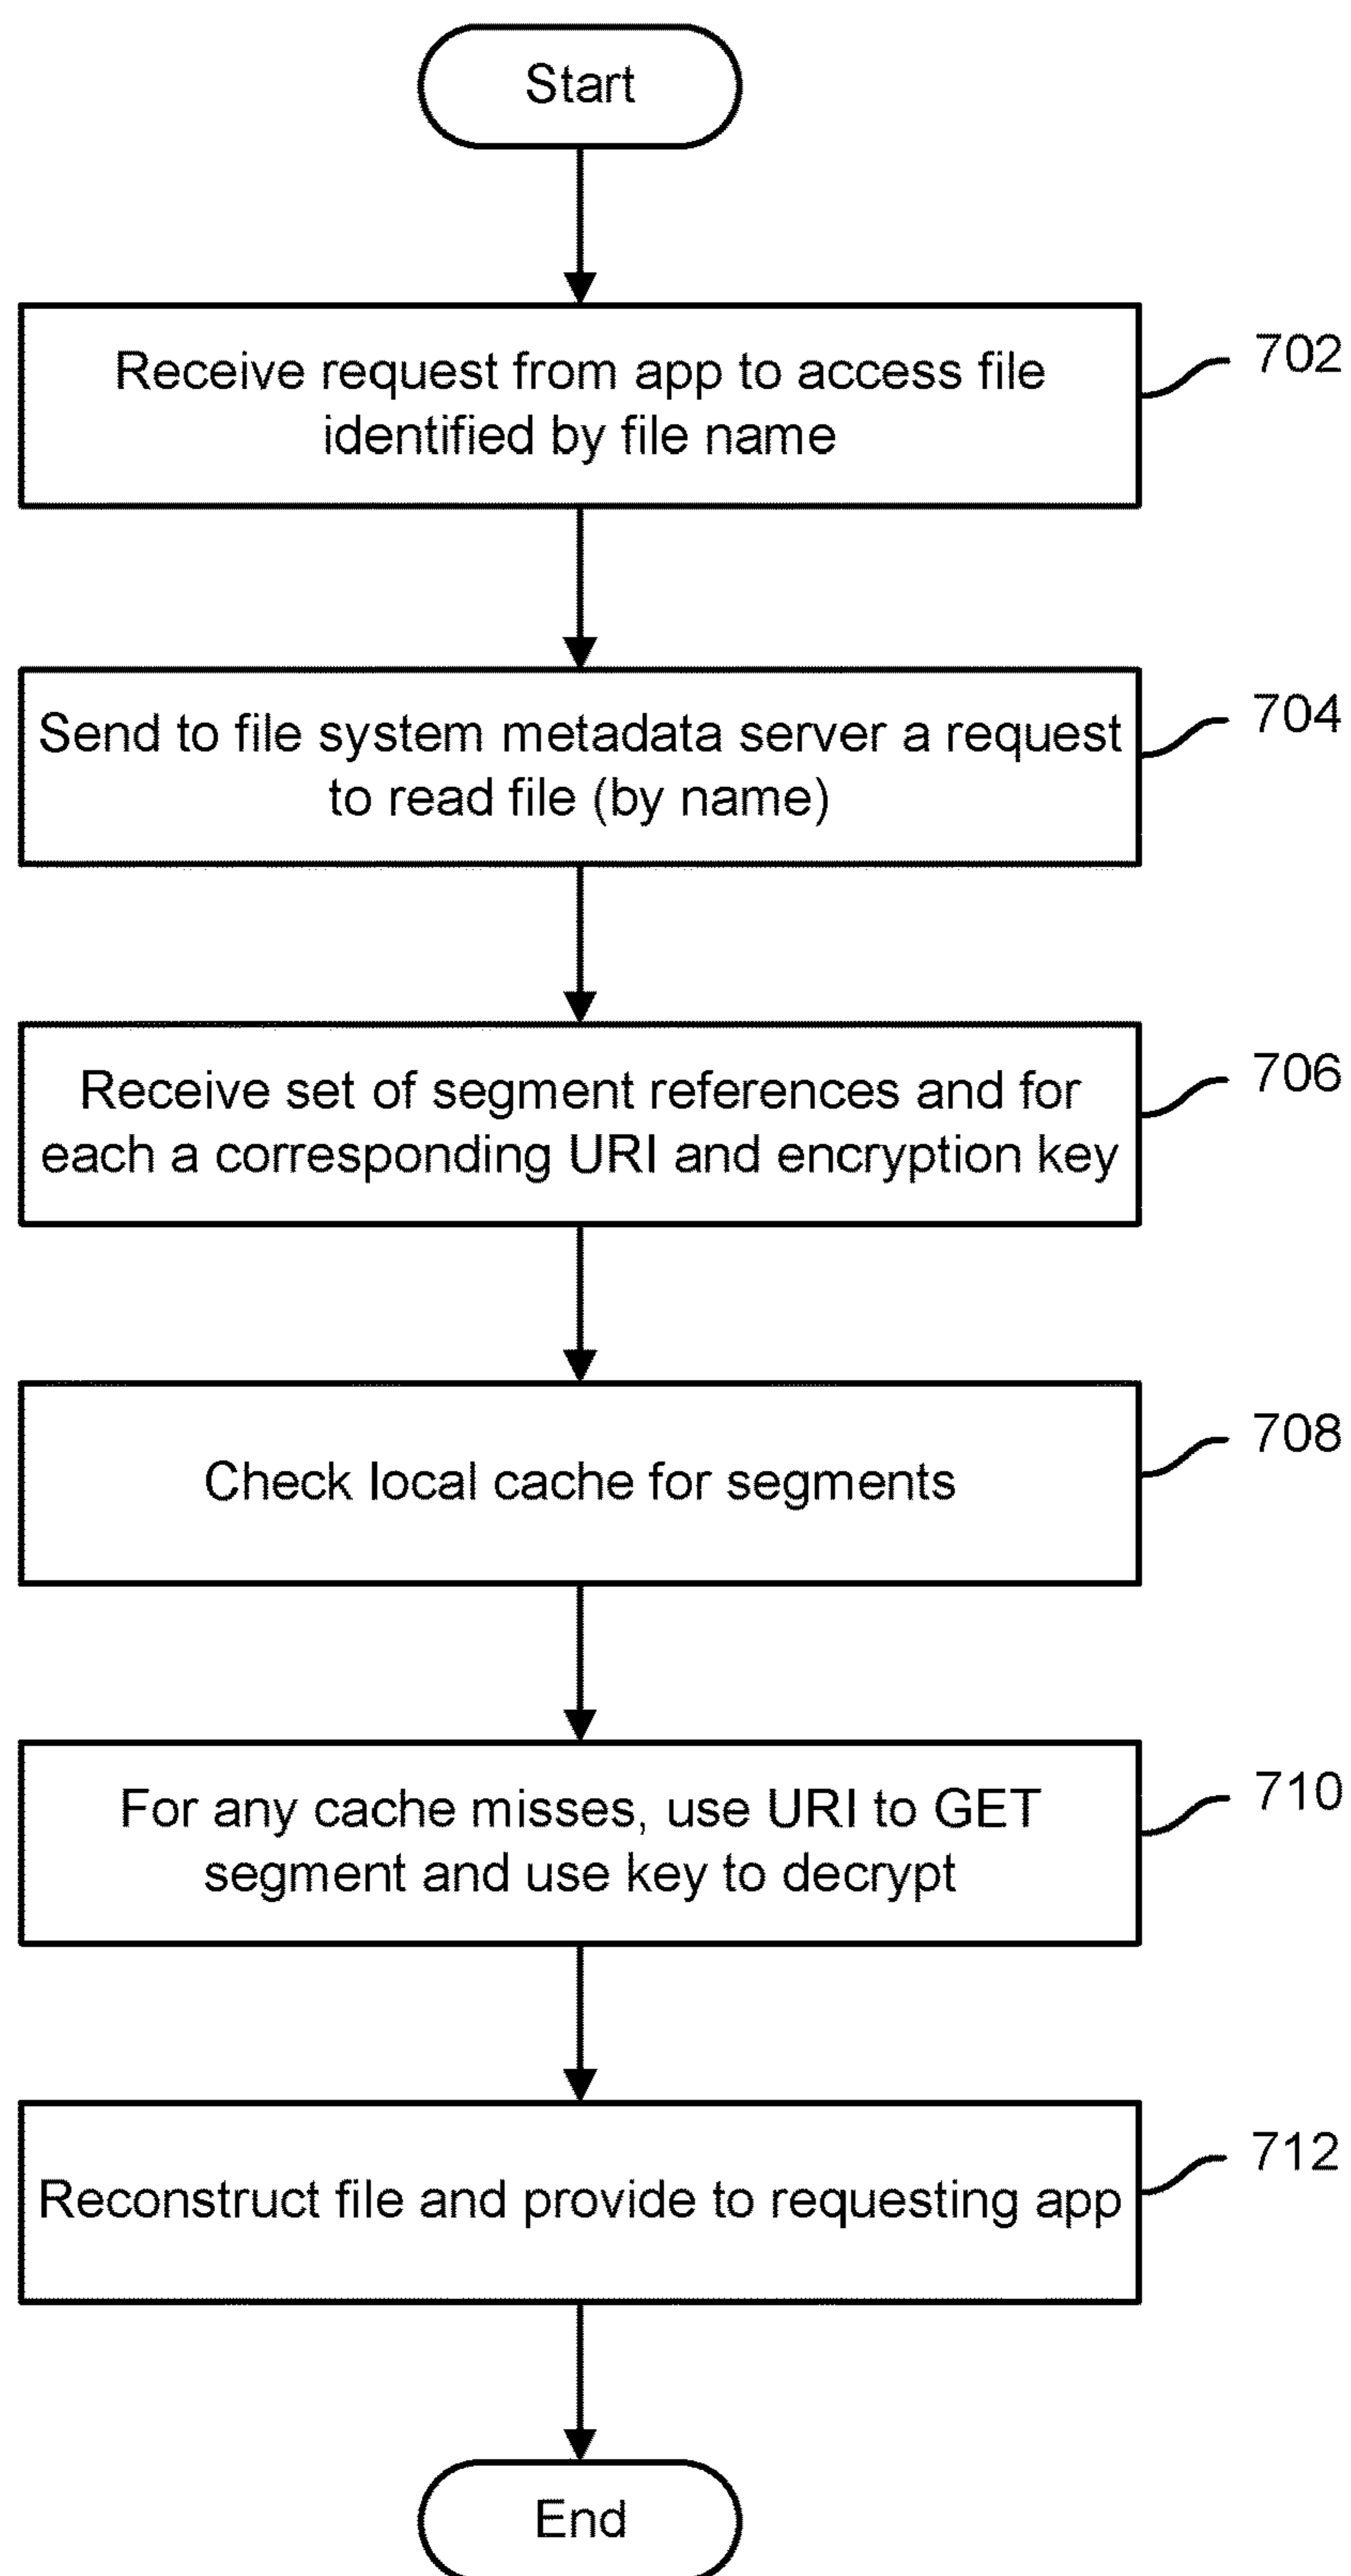 Start
Receive request from app to access file
identified by file name
702
Send to file system metadata server a request
to read file (by name)
704
Receive set of segment references and for
each a corresponding URI and encryption key
706
Check local cache for segments
708
For any cache misses, use URI to GET
segment and use key to decrypt
710
Reconstruct file and provide to requesting app
712
End